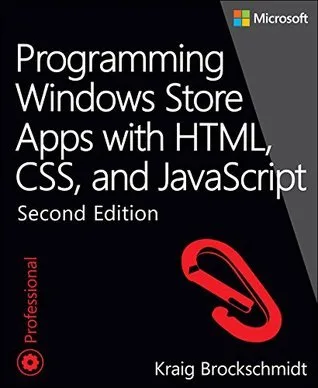 Microsoft
Programming
Windows Store
Apps with HTML,
CSS, and JavaScript
Second Edition
Professional
Kraig Brockschmidt